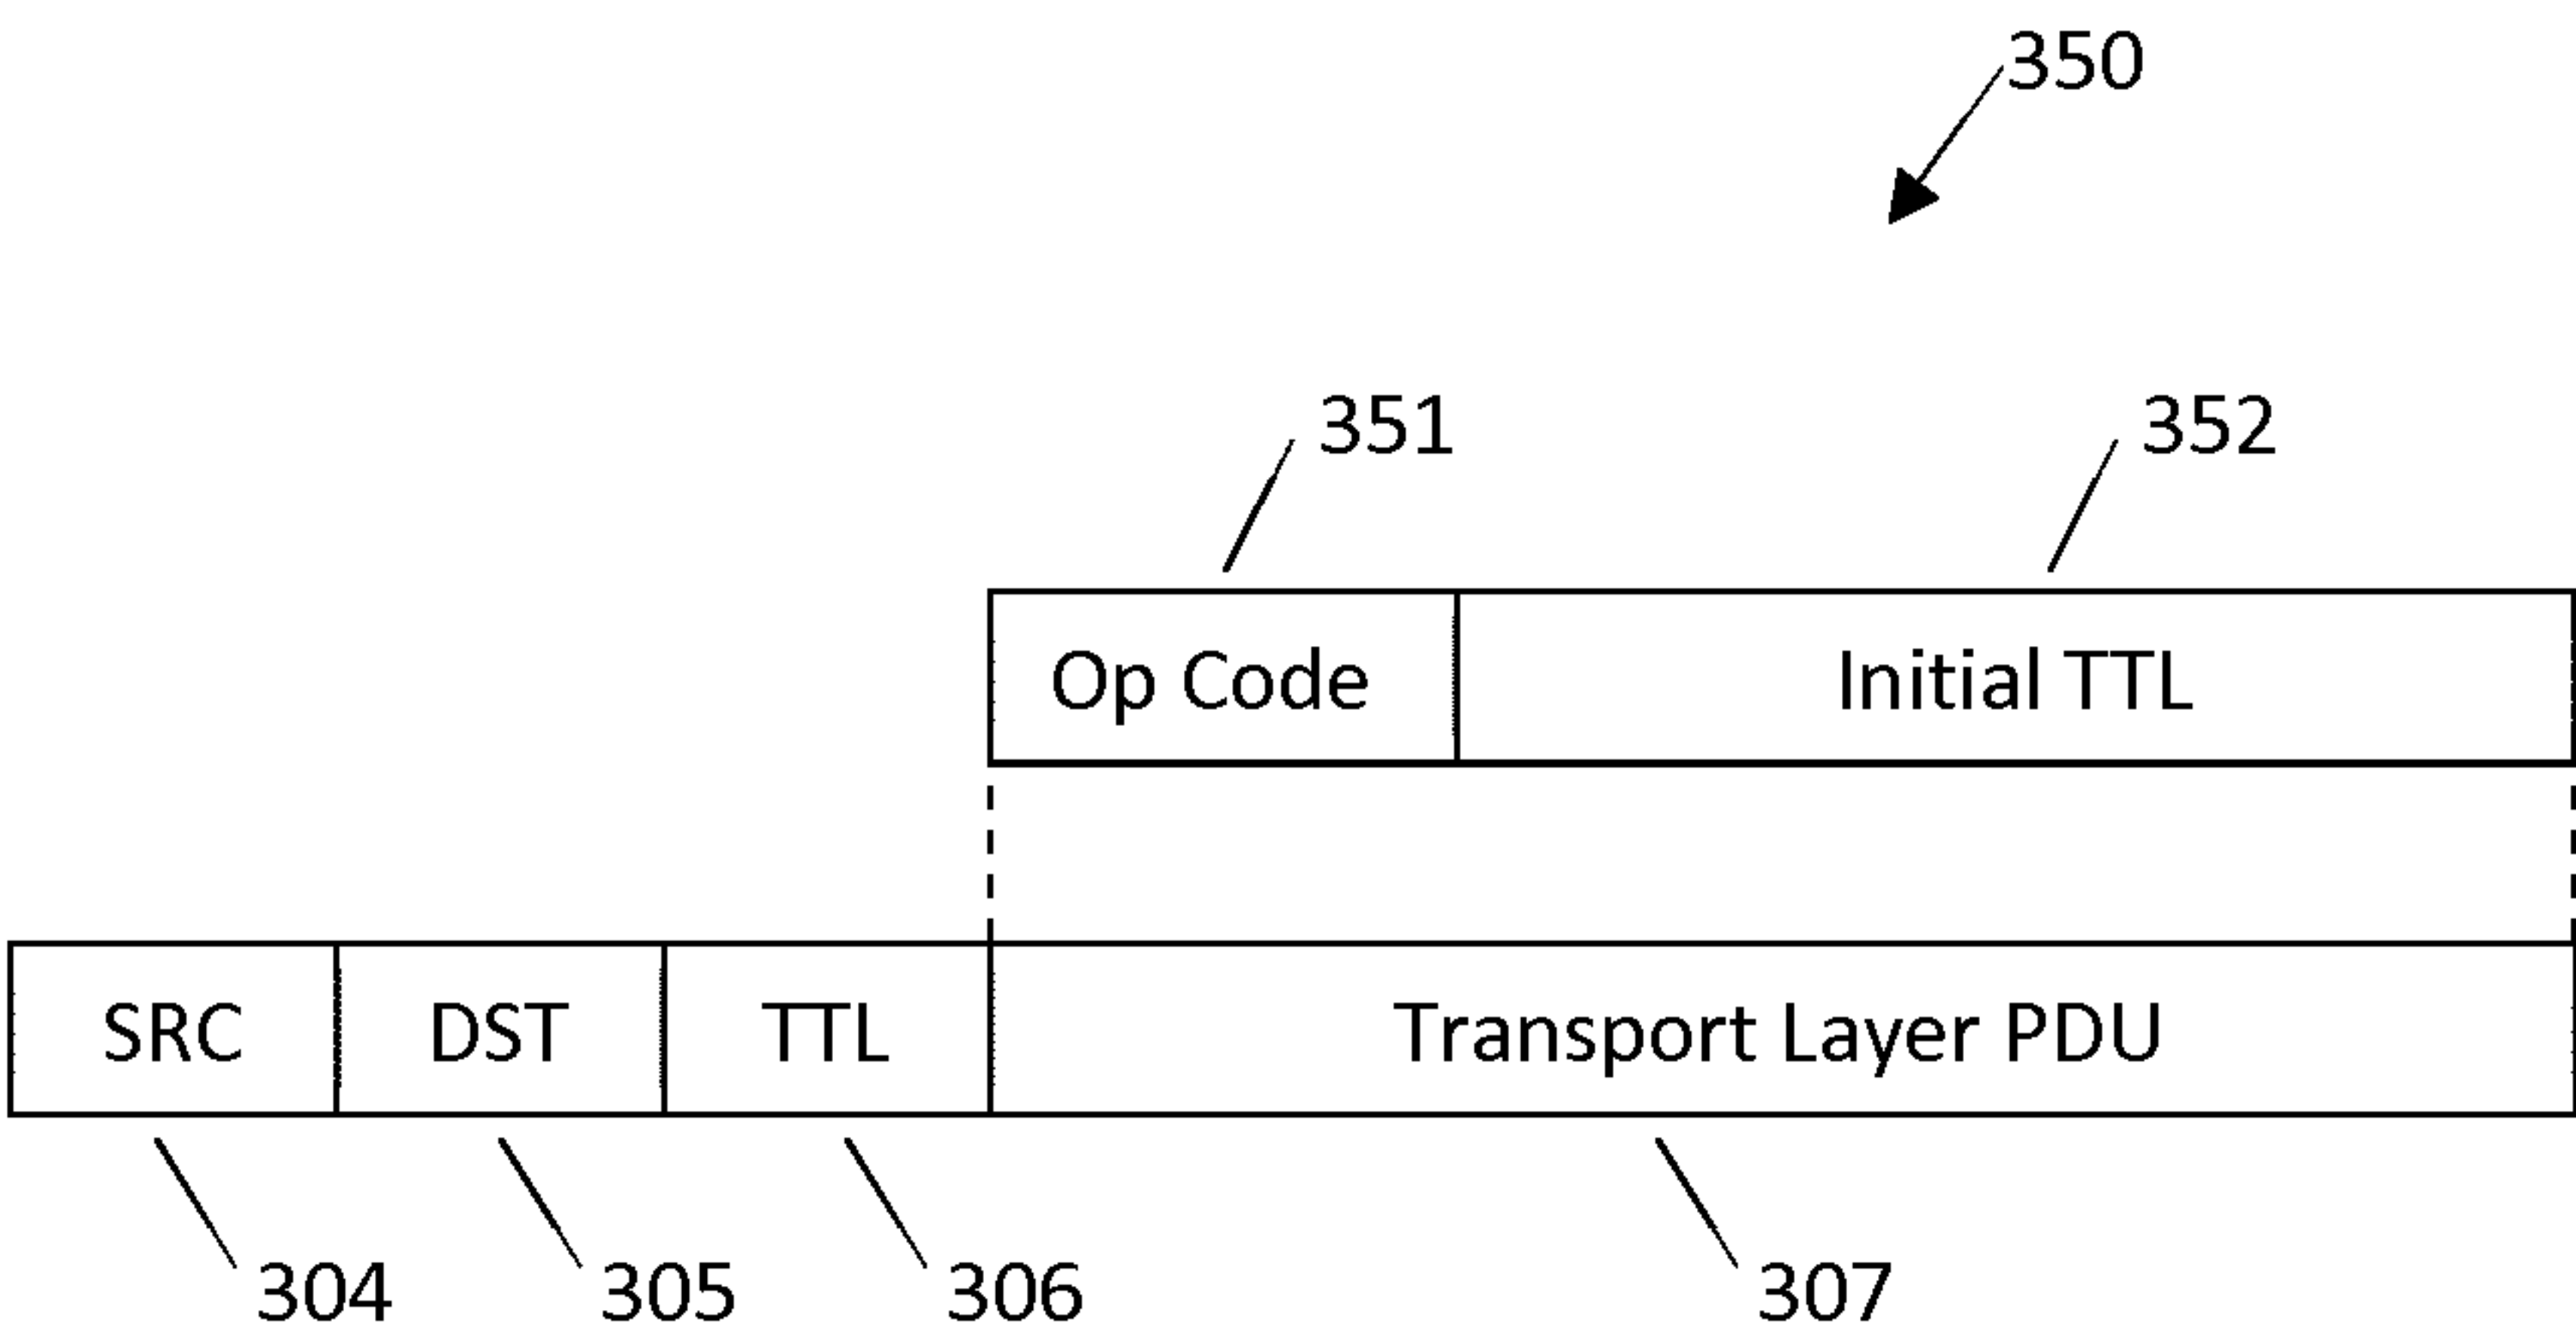 350
351 352
Op Code Initial TTL
SRC DST TTL Transport Layer PDU
304 305 306 307